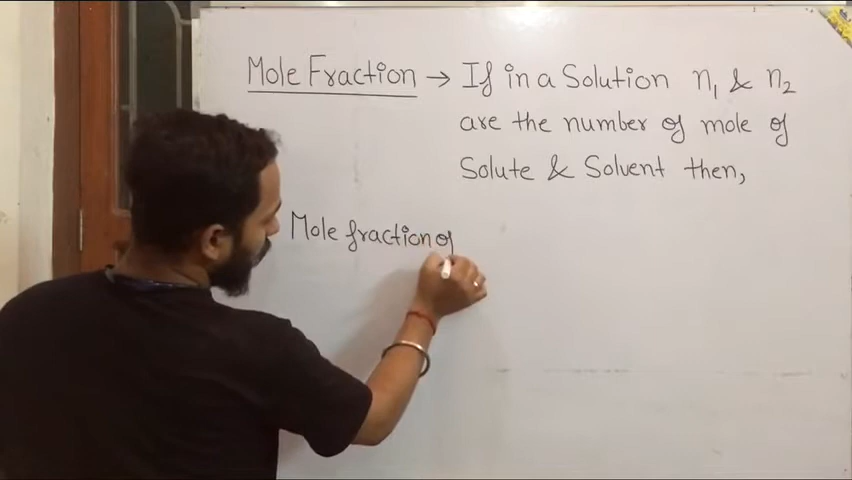 Mole Fraction → If in a Solution n₁ & n₂
are the number of mole of
Solute & Solvent then,
Mole fraction of